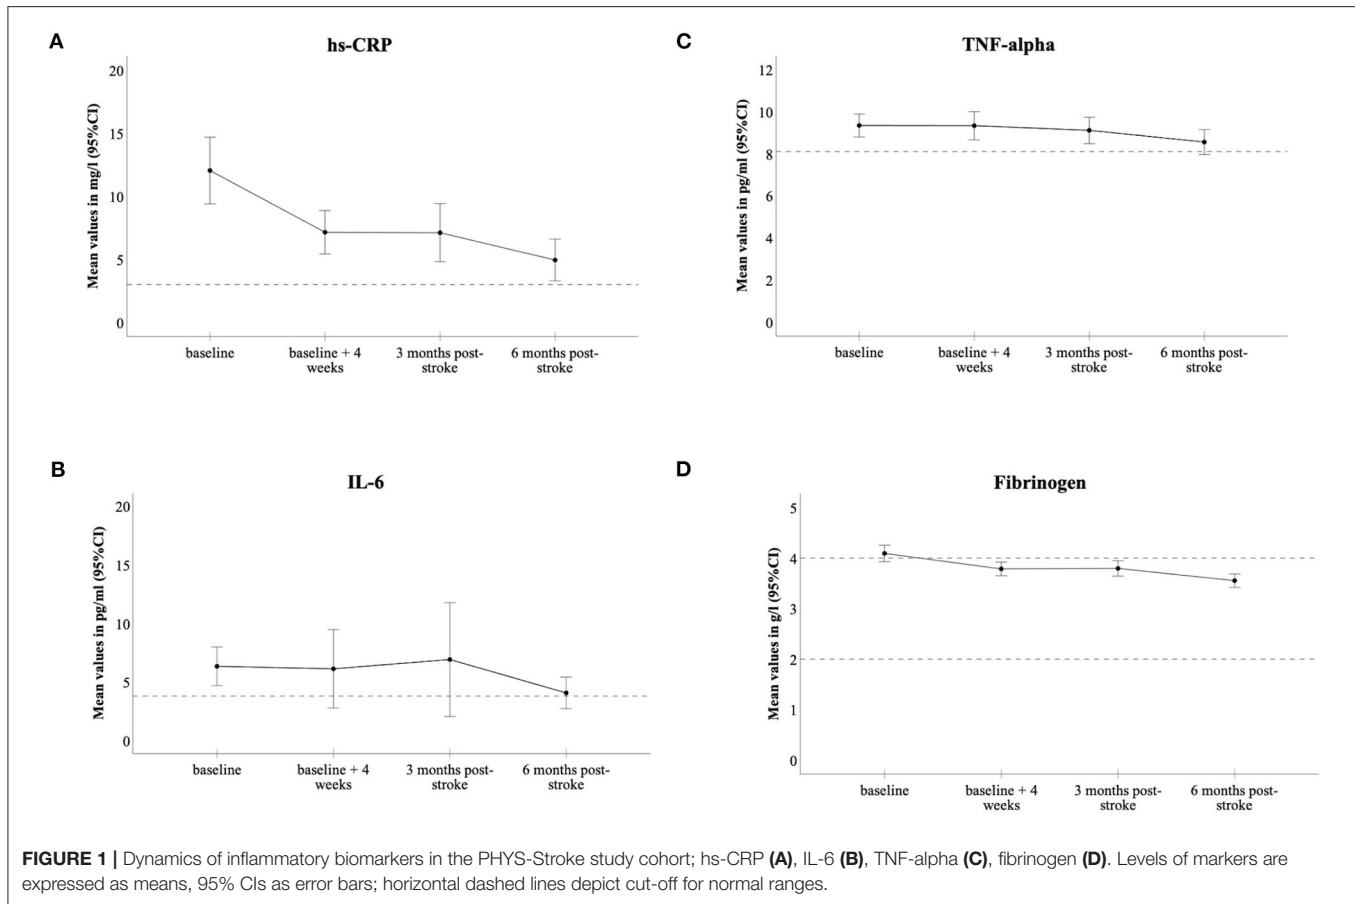 A
hs-CRP
Mean values in mg/l (95%CI)
20
15
10
5
0
baseline
baseline + 4
weeks
3 months post-
stroke
6 months post-
stroke
C
TNF-alpha
Mean values in pg/ml (95%CI)
12
10
8
6
4
2
0
baseline
baseline + 4
weeks
3 months post-
stroke
6 months post-
stroke
B
IL-6
Mean values in pg/ml (95%CI)
20
15
10
5
0
baseline
baseline + 4
weeks
3 months post-
stroke
6 months post-
stroke
D
Fibrinogen
Mean values in g/l (95%CI)
5
4
3
2
1
0
baseline
baseline + 4
weeks
3 months post-
stroke
6 months post-
stroke
FIGURE 1 | Dynamics of inflammatory biomarkers in the PHYS-Stroke study cohort; hs-CRP (A), IL-6 (B), TNF-alpha (C), fibrinogen (D). Levels of markers are
expressed as means, 95% CIs as error bars; horizontal dashed lines depict cut-off for normal ranges.